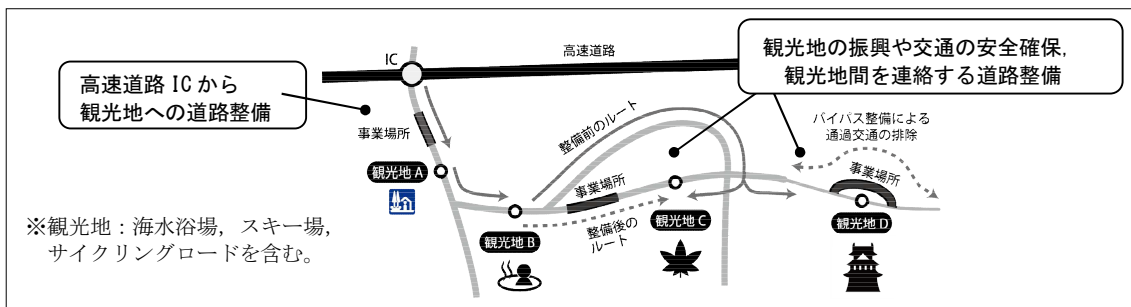 高速道路 IC から
観光地への道路整備
IC
高速道路
観光地の振興や交通の安全確保,
観光地間を連絡する道路整備
事業場所
整備前のルート
バイパス整備による
通過交通の排除
観光地 A
事業場所
事業場所
観光地 B
整備後の
ルート
観光地 C
観光地 D
※観光地:海水浴場,スキー場,
サイクリングロードを含む。